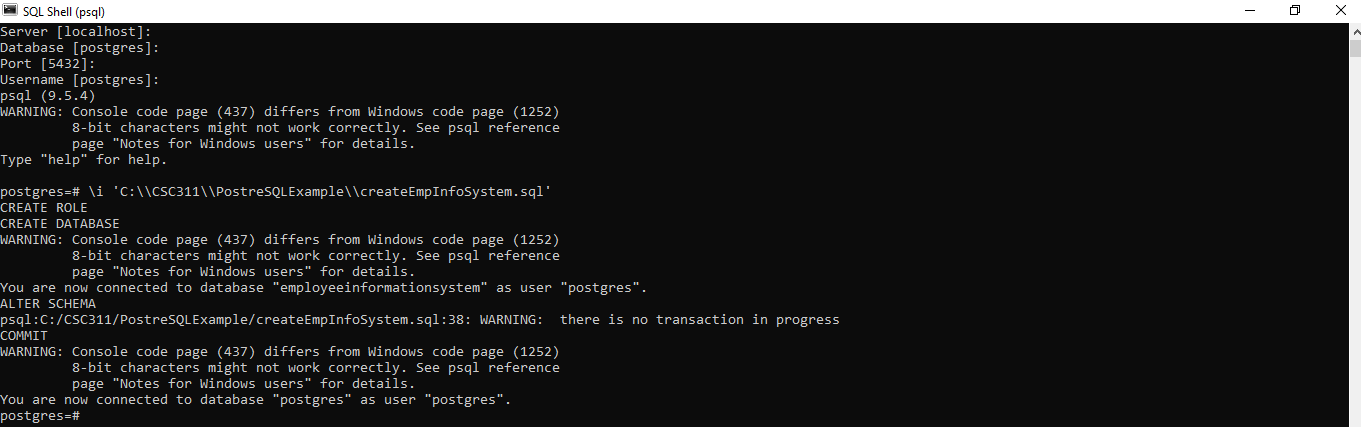 SQL Shell (psql)
Server [localhost]:
Database [postgres]:
Port [5432]:
Username [postgres]:
psql (9.5.4)
WARNING: Console code page (437) differs from Windows code page (1252)
         8-bit characters might not work correctly. See psql reference
         page "Notes for Windows users" for details.
Type "help" for help.

postgres=# \i 'C:\\CSC311\\PostreSQLExample\\createEmpInfoSystem.sql'
CREATE ROLE
CREATE DATABASE
WARNING: Console code page (437) differs from Windows code page (1252)
         8-bit characters might not work correctly. See psql reference
         page "Notes for Windows users" for details.
You are now connected to database "employeeinformationsystem" as user "postgres".
ALTER SCHEMA
psql:C:/CSC311/PostreSQLExample/createEmpInfoSystem.sql:38: WARNING:  there is no transaction in progress
COMMIT
WARNING: Console code page (437) differs from Windows code page (1252)
         8-bit characters might not work correctly. See psql reference
         page "Notes for Windows users" for details.
You are now connected to database "postgres" as user "postgres".
postgres=#